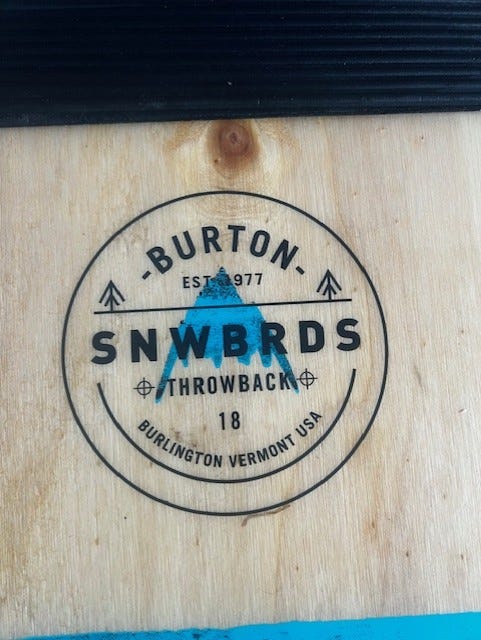 -BURTON-
EST. 1977
SNWBRDS
THROWBACK
18
BURLINGTON VERMONT USA